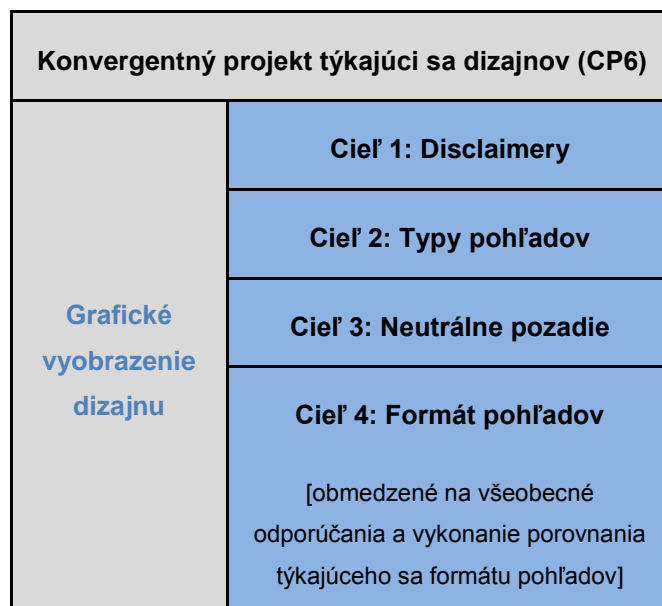 Konvergentný projekt týkajúci sa dizajnov (CP6)
Grafické
vyobrazenie
dizajnu
Cieľ 1: Disclaimery
Cieľ 2: Typy pohľadov
Cieľ 3: Neutrálne pozadie
Cieľ 4: Formát pohľadov
[obmedzené na všeobecné
odporúčania a vykonanie porovnania
týkajúceho sa formátu pohľadov]